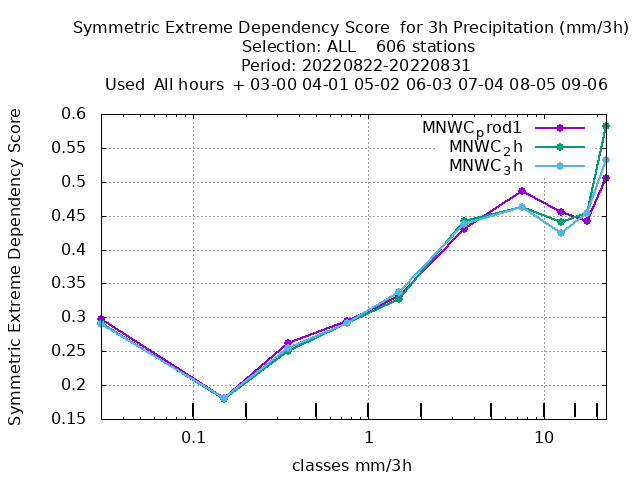 Symmetric Extreme Dependency Score  for 3h Precipitation (mm/3h)
Selection: ALL    606 stations
Period: 20220822-20220831
Used  All hours  + 03-00 04-01 05-02 06-03 07-04 08-05 09-06
Symmetric Extreme Dependency Score
0.6
0.55
0.5
0.45
0.4
0.35
0.3
0.25
0.2
0.15
MNWCprod1
MNWC2h
MNWC3h
0.1 1 10
classes mm/3h